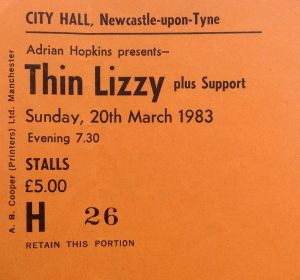 CITY HALL, Newcastle-upon-Tyne
Adrian Hopkins presents—
Thin Lizzy plus Support
Sunday, 20th March 1983
Evening 7.30
STALLS
£5.00
H 26
RETAIN THIS PORTION
A. B. Cooper (Printers) Ltd. Manchester